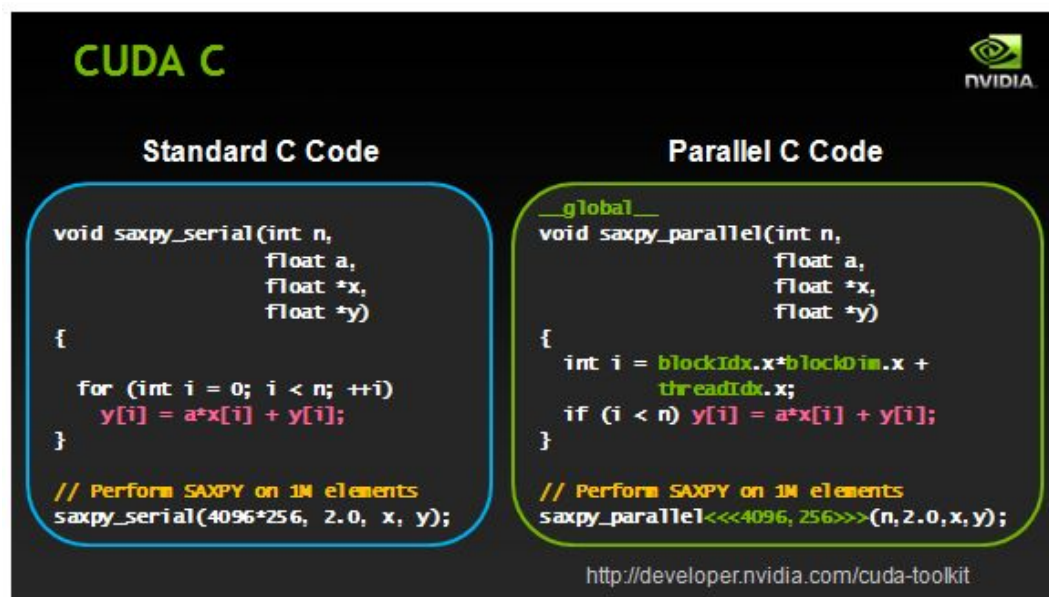 CUDA C
NVIDIA.
Standard C Code
void saxpy_serial(int n,
float a,
float *x,
float *y)
{
for (int i = 0; i < n; ++i)
y[i] = a*x[i] + y[i];
}
// Perform SAXPY on 1M elements
saxpy_serial(4096*256, 2.0, x, y);
Parallel C Code
__global__
void saxpy_parallel(int n,
float a,
float *x,
float *y)
{
int i = blockIdx.x*blockDim.x +
threadIdx.x;
if (i < n) y[i] = a*x[i] + y[i];
}
// Perform SAXPY on 1M elements
saxpy_parallel<<<4096,256>>>(n,2.0,x,y);
http://developer.nvidia.com/cuda-toolkit